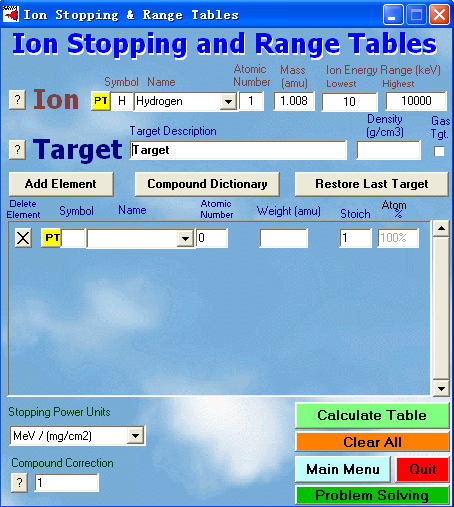 Ion Stopping & Range Tables
Ion Stopping and Range Tables
Symbol Name Atomic Number Mass (amu) Ion Energy Range (keV) Lowest Highest
? Ion PT H Hydrogen 1 1.008 10 10000
Target Description Density (g/cm3) Gas Tgt.
? Target Target
Add Element Compound Dictionary Restore Last Target
Delete Element Symbol Name Atomic Number Weight (amu) Stoich Atom %
X PT 0 1 100%
Stopping Power Units
MeV / (mg/cm2)
Compound Correction
? 1
Calculate Table
Clear All
Main Menu Quit
Problem Solving